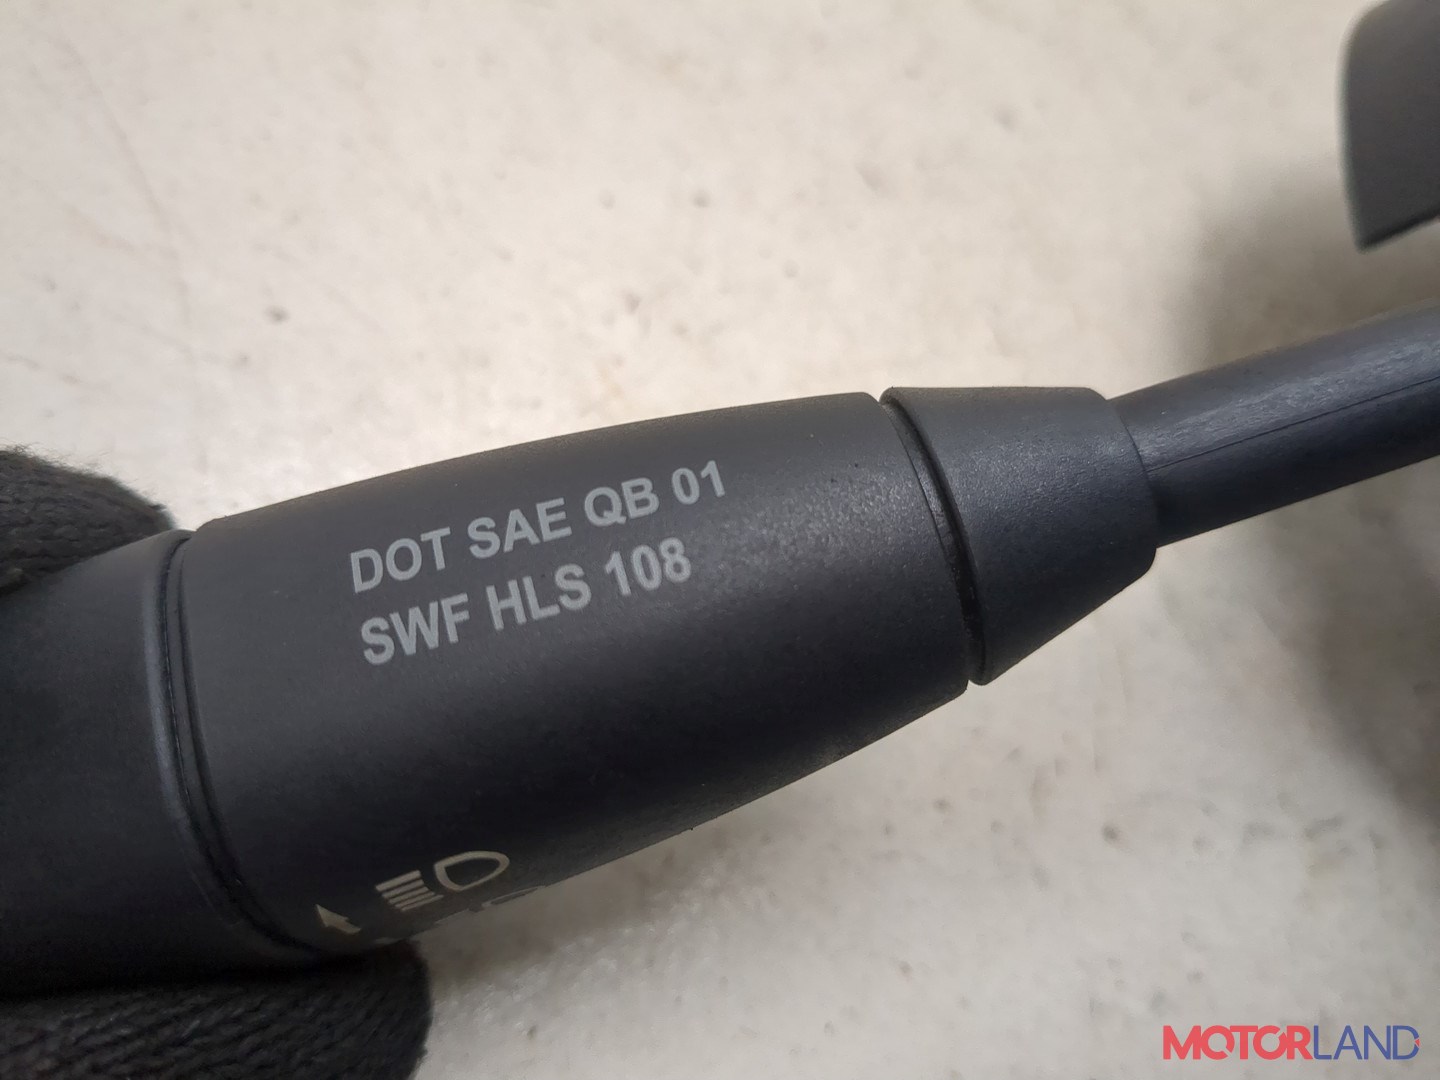 DOT SAE QB 01
SWF HLS 108
MOTORLAND